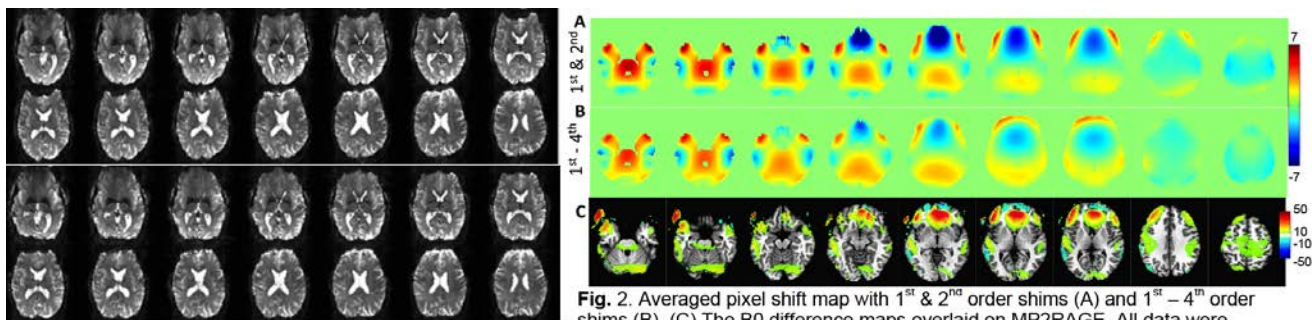 A
1st & 2nd
7
-7
B
1st - 4th
C
50
10
-10
-50
Fig. 2. Averaged pixel shift map with 1st & 2nd order shims (A) and 1st – 4th order
shims (B). (C) The B0 difference maps overlaid on MP2RAGE. All data were